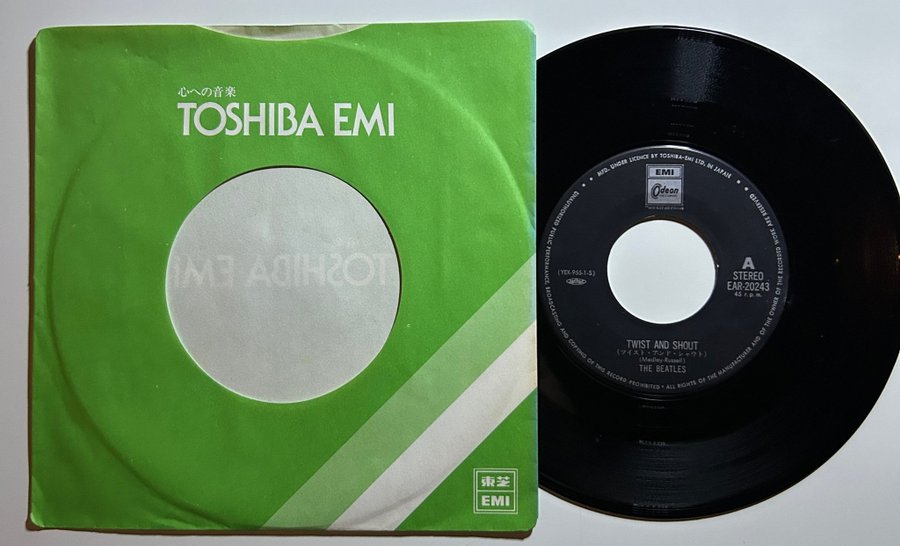 心への音楽
TOSHIBA EMI
TOSHIBA EMI
東芝
EMI
MFD. UNDER LICENCE BY TOSHIBA-EMI LTD. IN JAPAN
UNAUTHORIZED PUBLIC PERFORMANCE, BROADCASTING AND COPYING OF THIS RECORD PROHIBITED • ALL RIGHTS OF THE MANUFACTURER AND OF THE OWNER OF THE RECORDED WORK ARE RESERVED
EMI
Odeon
(YEX-955-1-S)
A
STEREO
EAR-20243
45 r.p.m.
TWIST AND SHOUT
(ツイスト・アンド・シャウト)
(Medley-Russell)
THE BEATLES